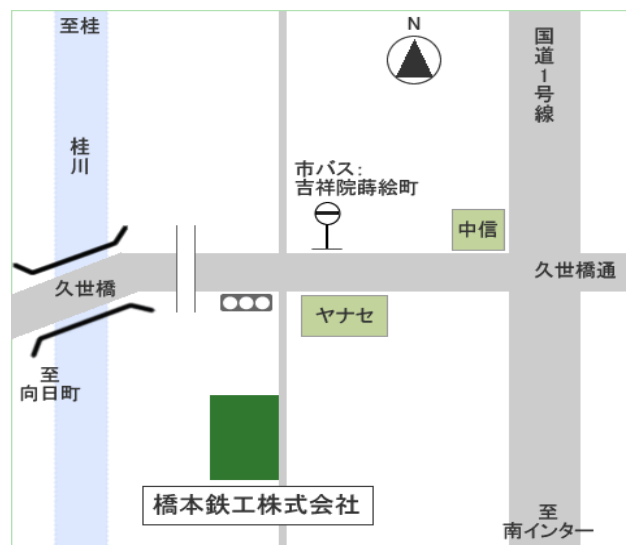 至桂
N
国道1号線
桂川
市バス:
吉祥院蒔絵町
中信
久世橋通
久世橋
ヤナセ
至
向日町
橋本鉄工株式会社
至
南インター